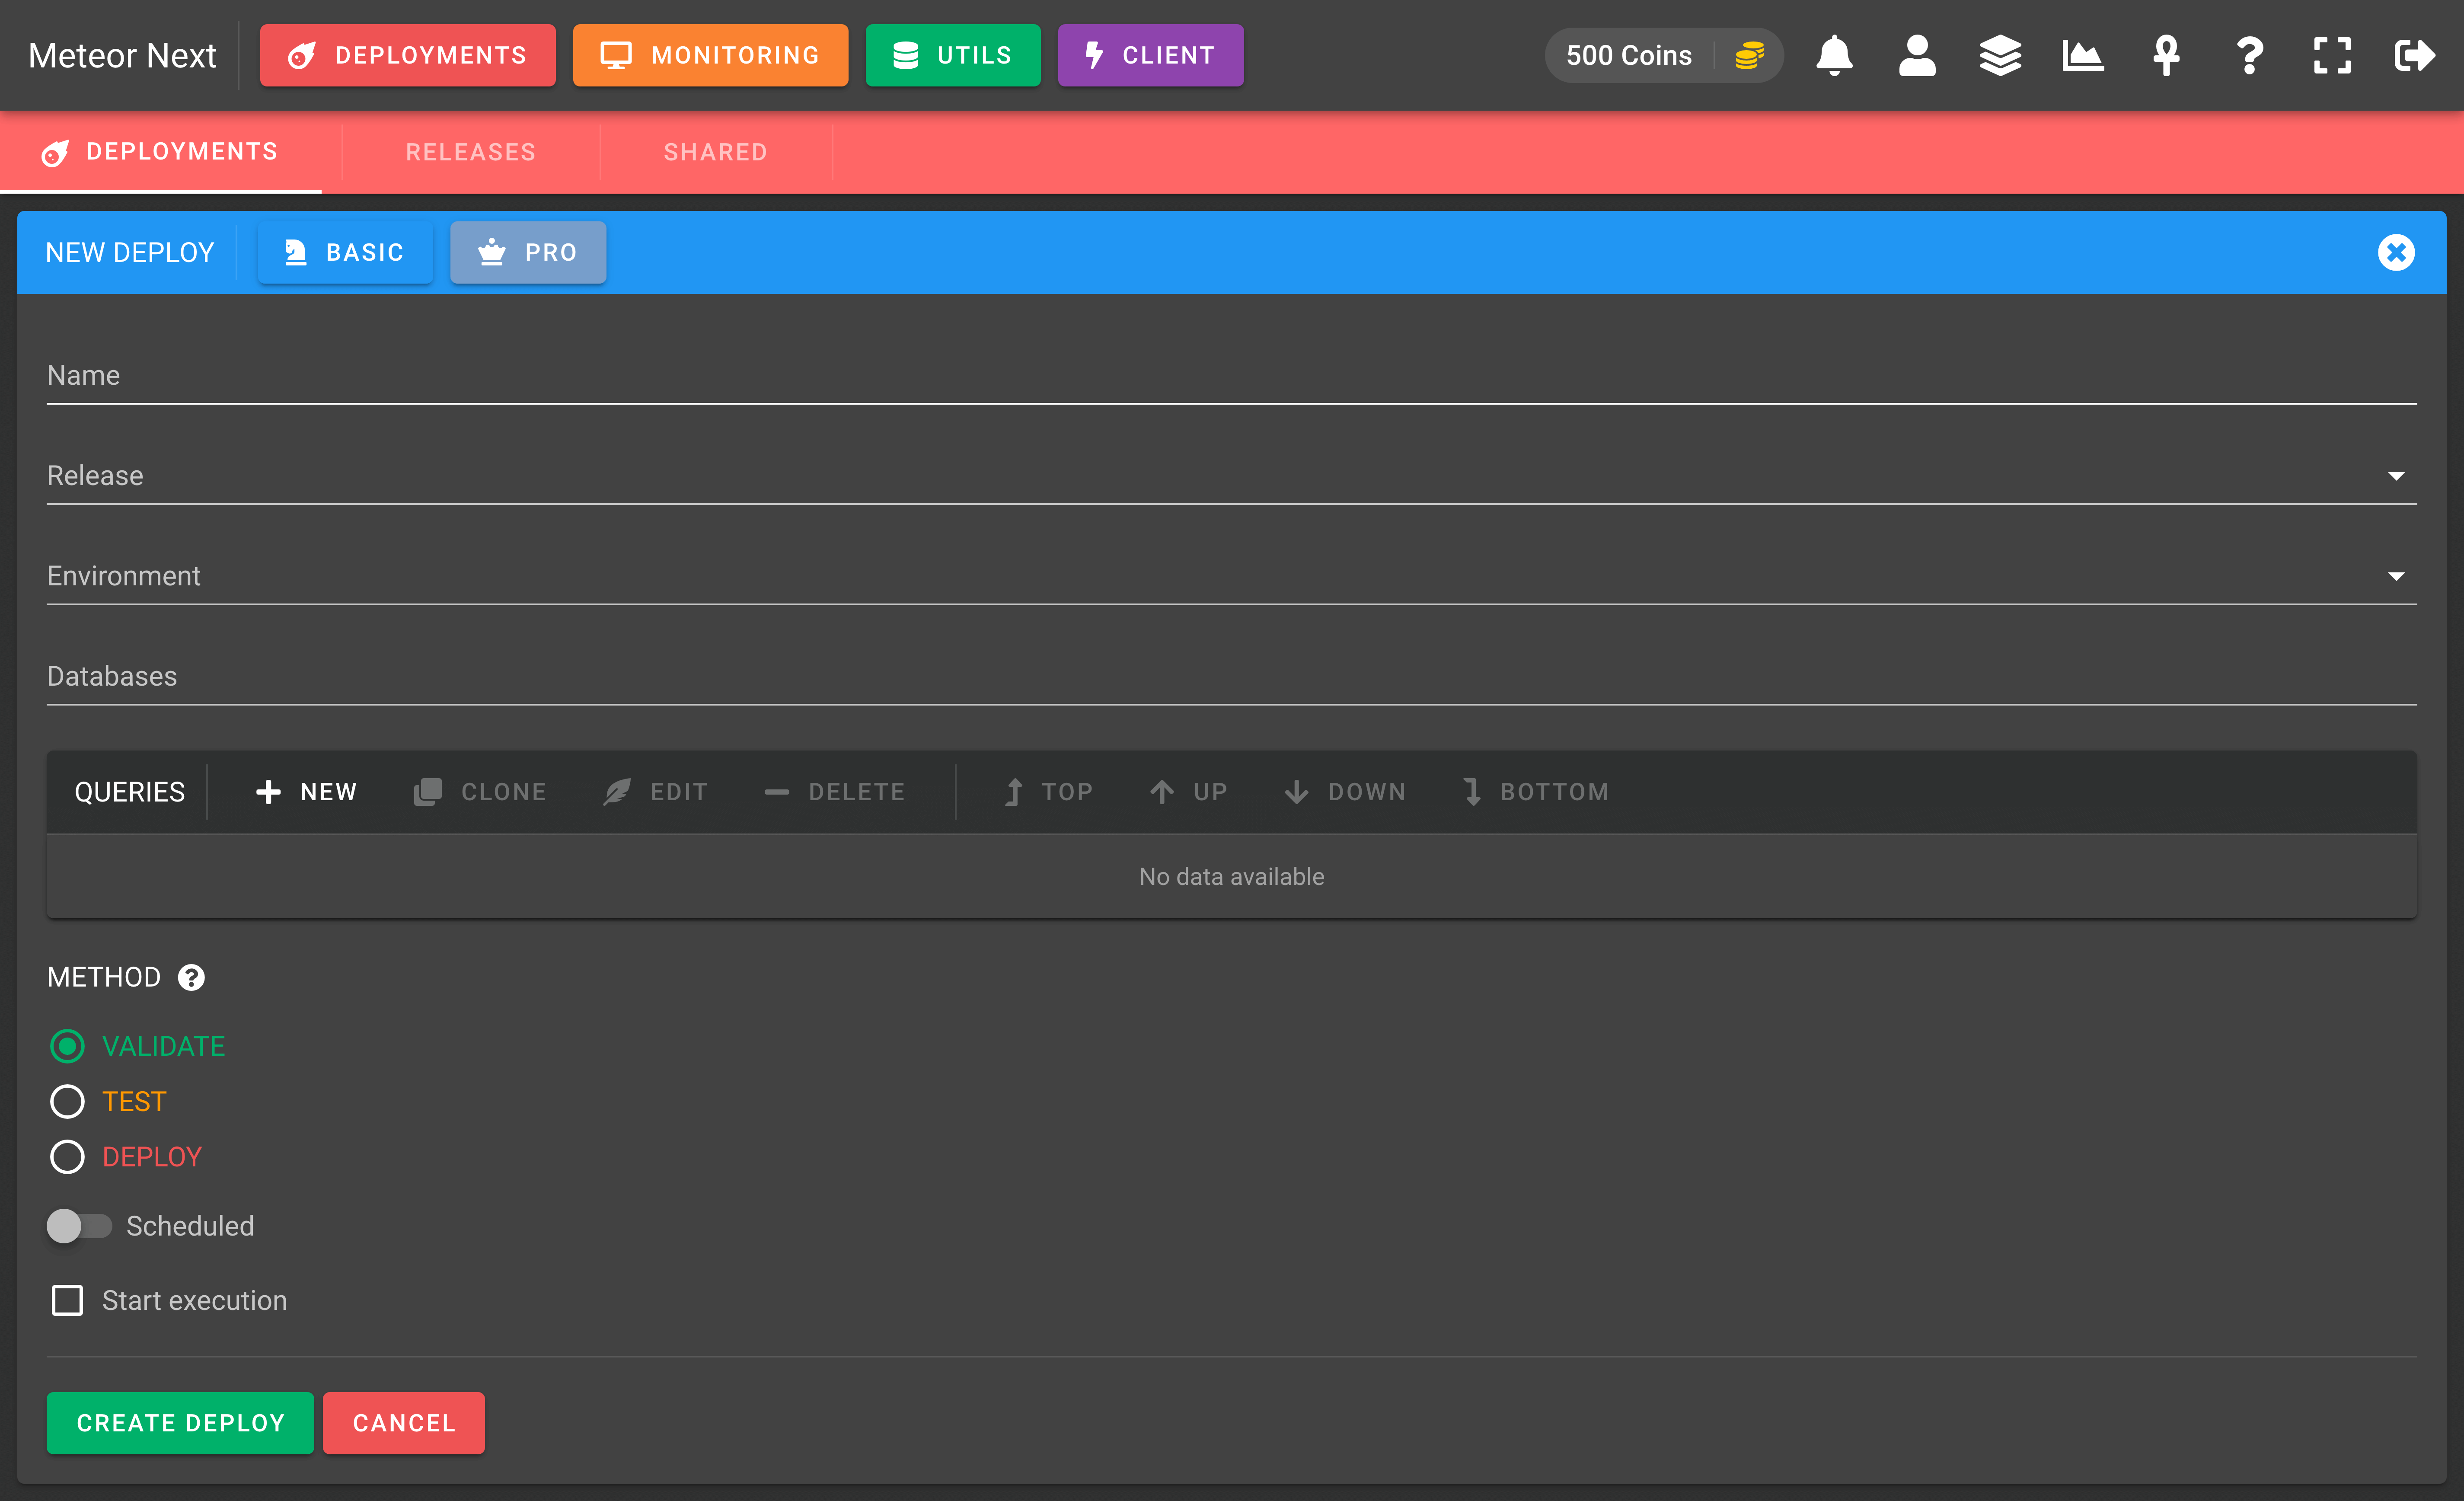 Meteor Next DEPLOYMENTS MONITORING UTILS CLIENT 500 Coins
DEPLOYMENTS RELEASES SHARED
NEW DEPLOY BASIC PRO
Name
Release
Environment
Databases
QUERIES NEW CLONE EDIT DELETE TOP UP DOWN BOTTOM
No data available
METHOD
VALIDATE
TEST
DEPLOY
Scheduled
Start execution
CREATE DEPLOY CANCEL